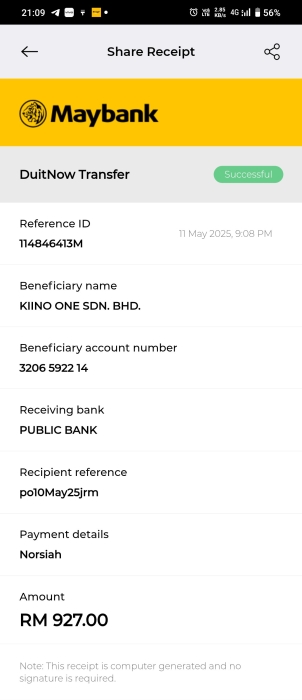 21:09 VoI LTE 2.85 KB/s 4G 56%
Share Receipt
Maybank
DuitNow Transfer Successful
Reference ID
114846413M 11 May 2025, 9:08 PM
Beneficiary name
KIINO ONE SDN. BHD.
Beneficiary account number
3206 5922 14
Receiving bank
PUBLIC BANK
Recipient reference
po10May25jrm
Payment details
Norsiah
Amount
RM 927.00
Note: This receipt is computer generated and no
signature is required.